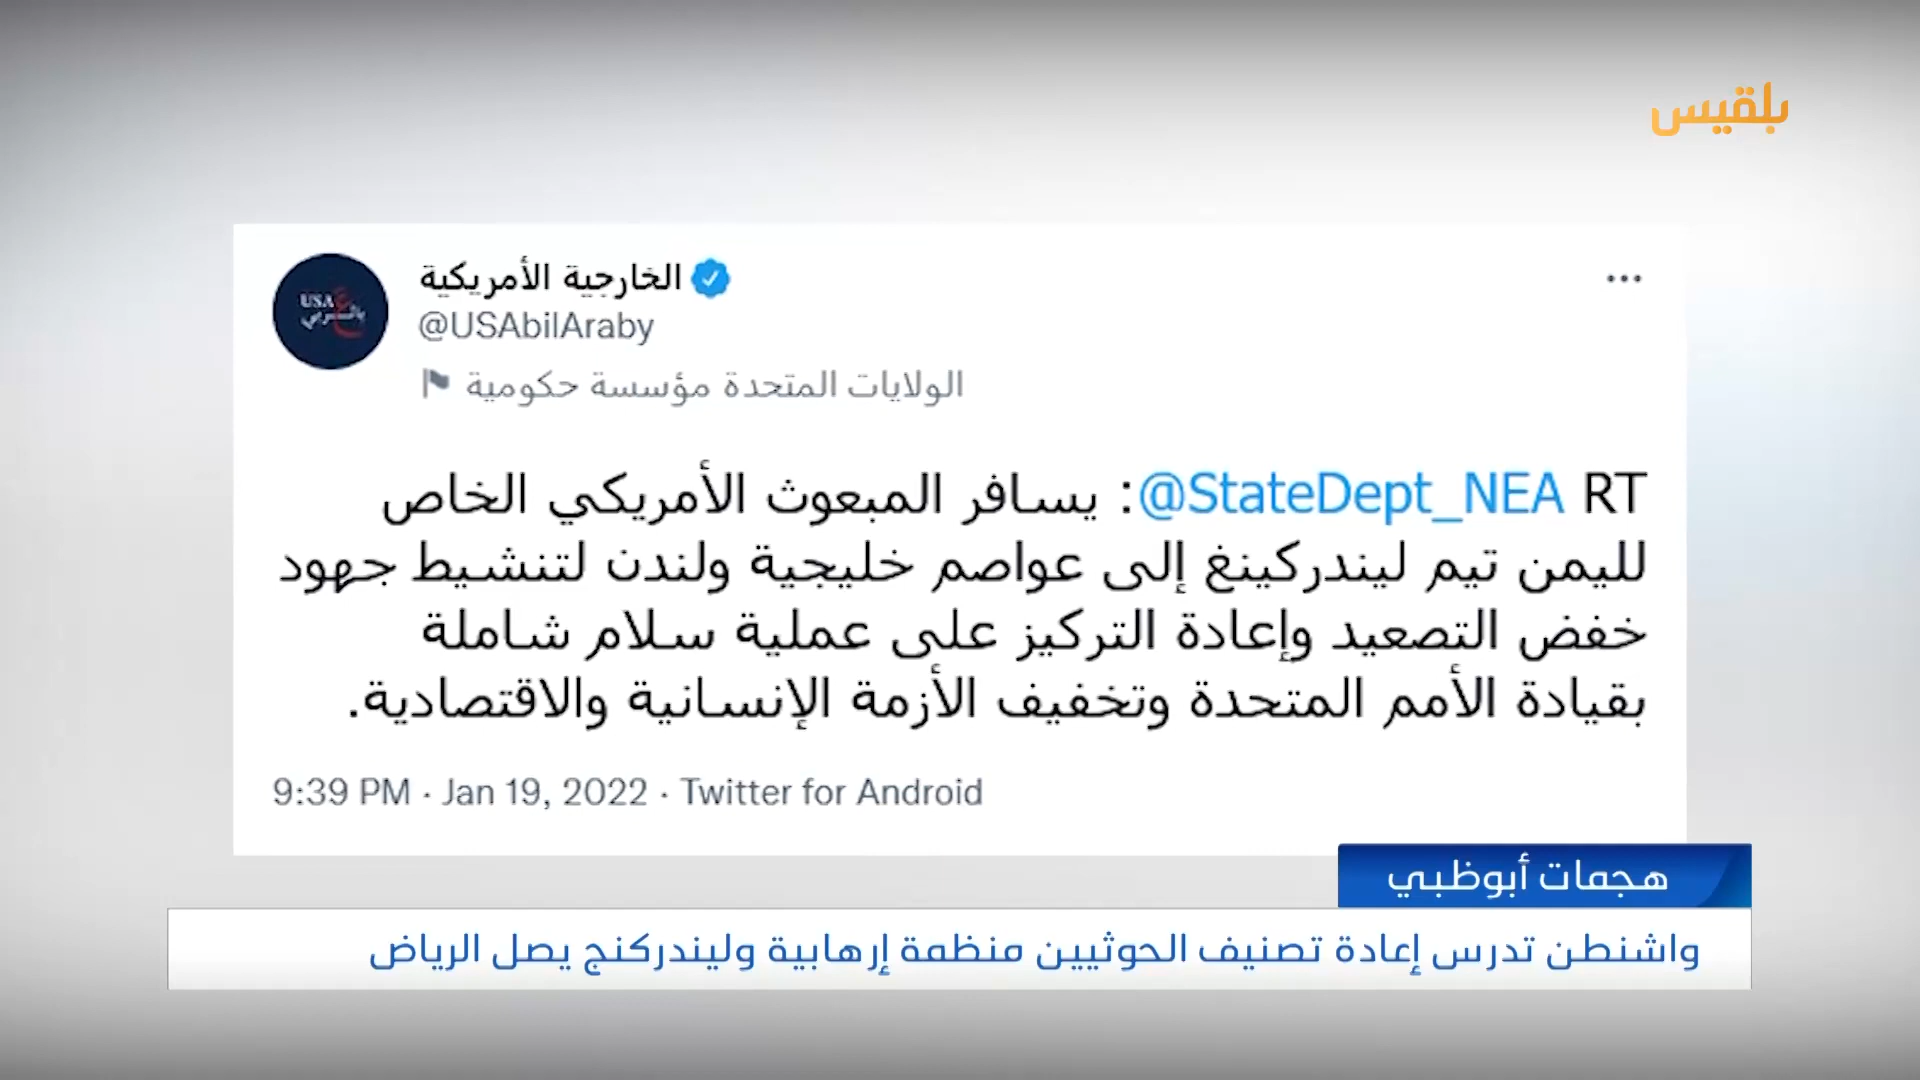 بلقيس
الخارجية الأمريكية
@USAbilAraby
الولايات المتحدة مؤسسة حكومية
USA
بالعربي
RT @StateDept_NEA: يسافر المبعوث الأمريكي الخاص
لليمن تيم ليندركينغ إلى عواصم خليجية ولندن لتنشيط جهود
خفض التصعيد وإعادة التركيز على عملية سلام شاملة
بقيادة الأمم المتحدة وتخفيف الأزمة الإنسانية والاقتصادية.
9:39 PM · Jan 19, 2022 · Twitter for Android
هجمات أبوظبي
واشنطن تدرس إعادة تصنيف الحوثيين منظمة إرهابية وليندركنج يصل الرياض